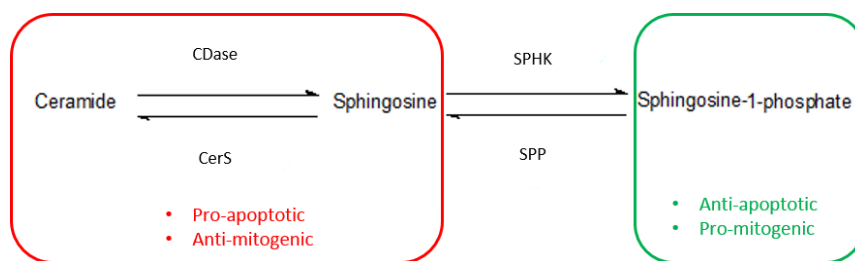 CDase SPHK
Ceramide Sphingosine Sphingosine-1-phosphate
CerS SPP
• Pro-apoptotic
• Anti-mitogenic
• Anti-apoptotic
• Pro-mitogenic